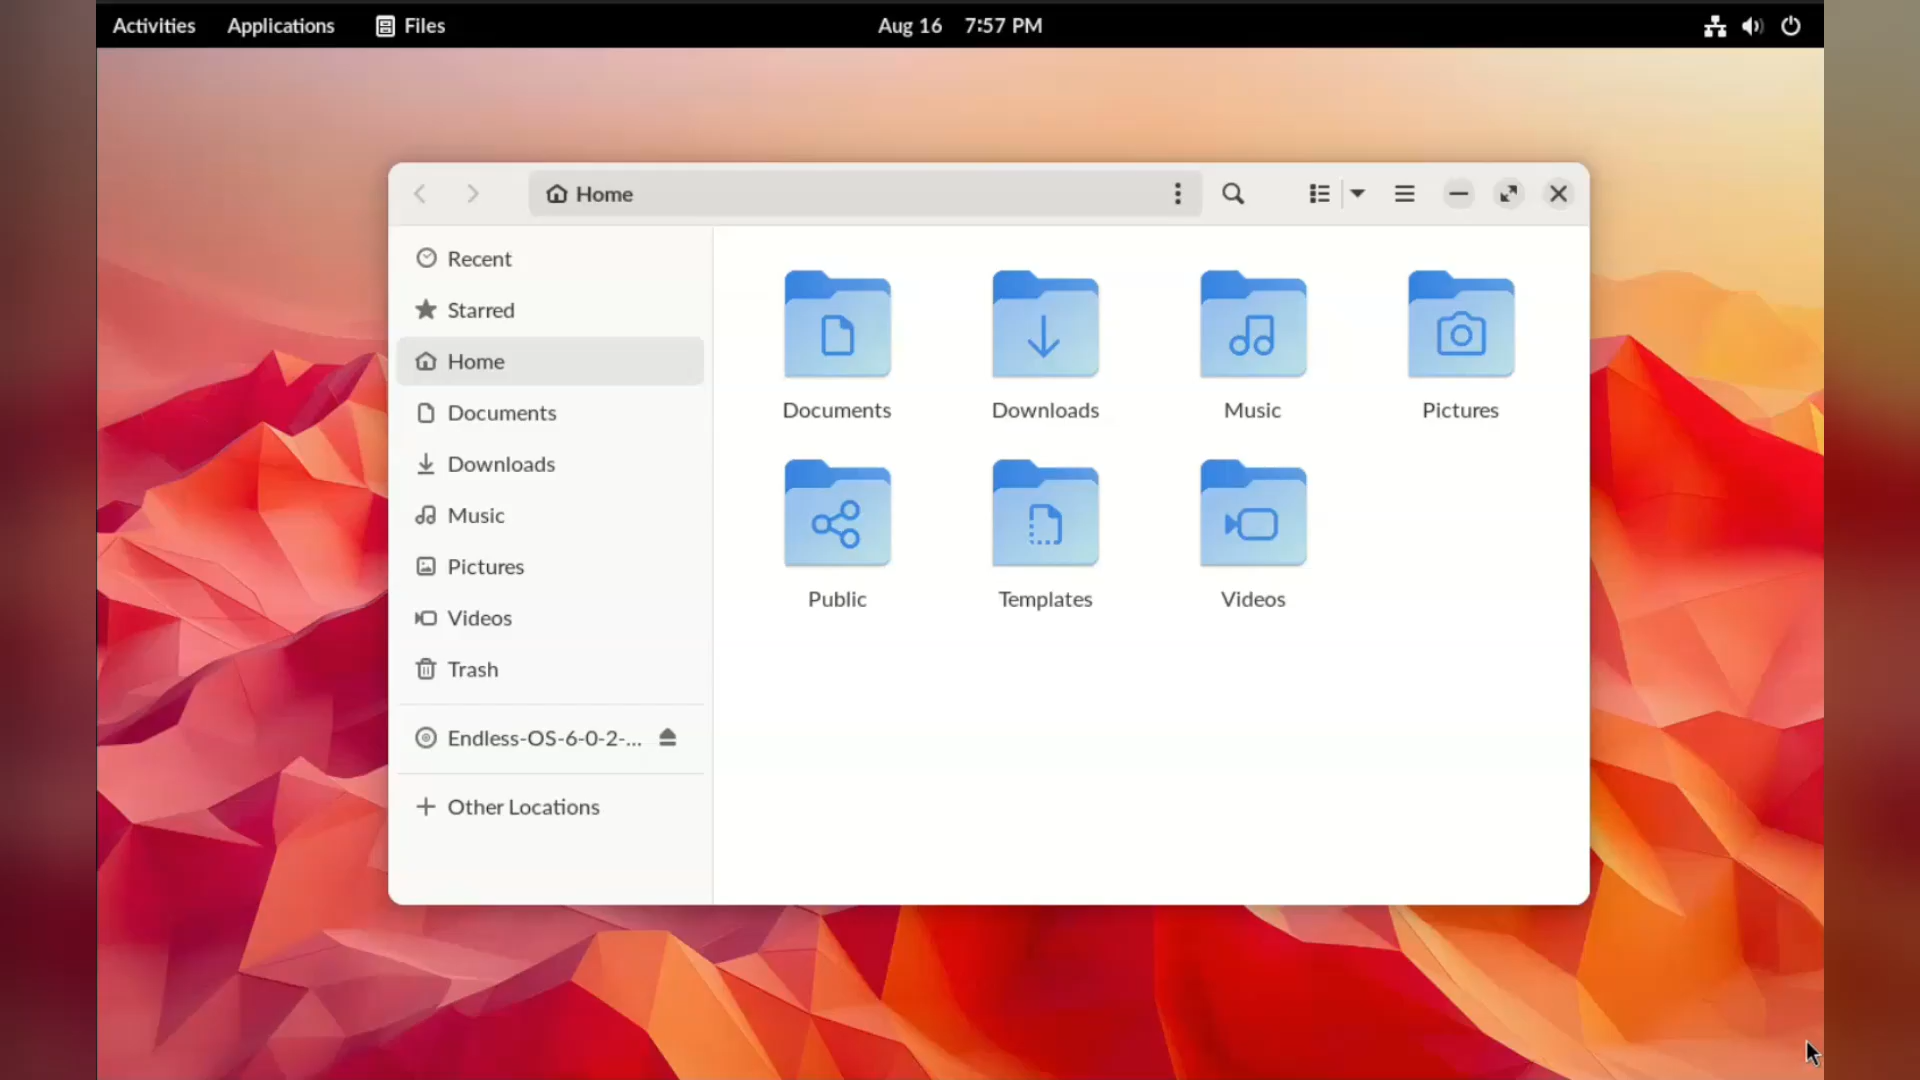 Activities Applications Files Aug 16 7:57 PM
Home
Recent
Starred
Home
Documents
Downloads
Music
Pictures
Videos
Trash
Endless-OS-6-0-2-...
Other Locations
Documents Downloads Music Pictures
Public Templates Videos